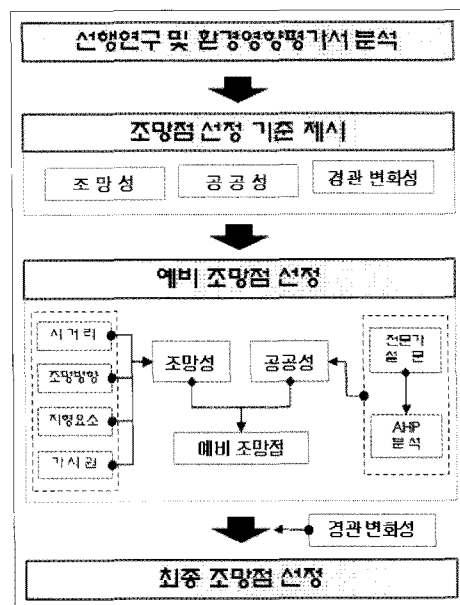 선행연구 및 환경영향평가서 분석
조망점 선정 기준 제시
조 망 성
공 공 성
경관 변화성
예비 조망점 선정
시 거 리
조망방향
지형요소
가 시 권
조망성
공공성
예비 조망점
전문가
설 문
AHP
분 석
경관 변화성
최종 조망점 선정